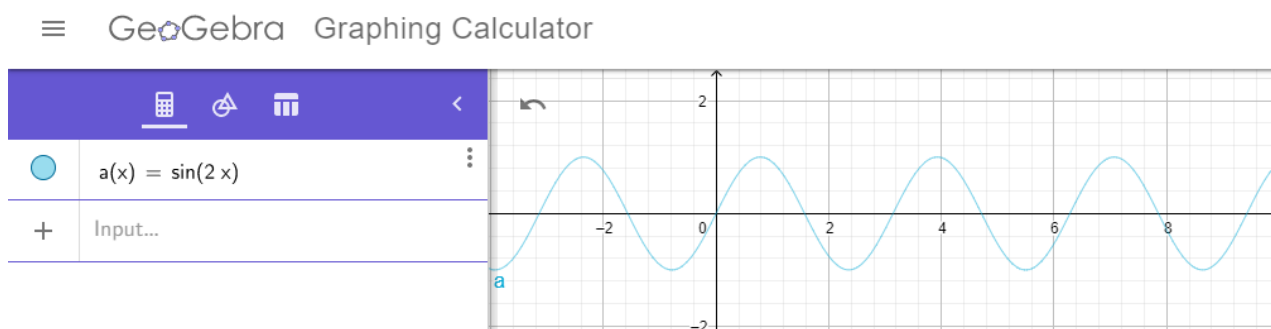 GeoGebra Graphing Calculator
a(x) = sin(2 x)
Input...
2
−2 0 2 4 6 8
a
−2